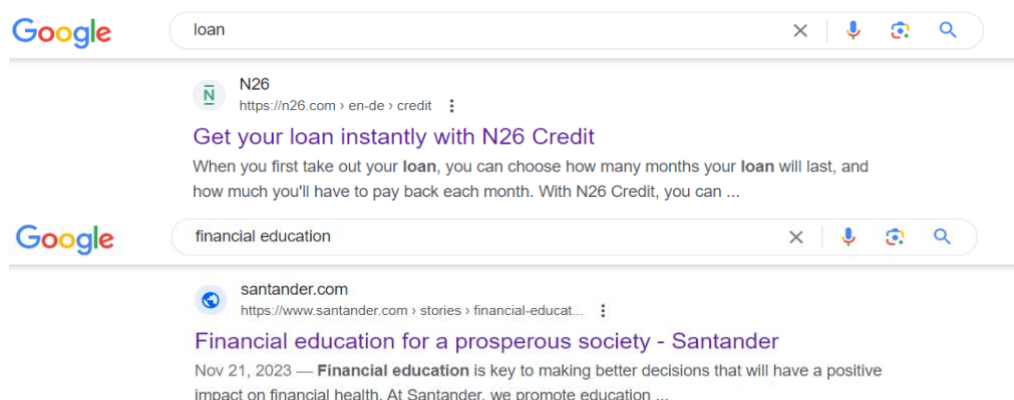 Google loan
N26
https://n26.com › en-de › credit
Get your loan instantly with N26 Credit
When you first take out your loan, you can choose how many months your loan will last, and
how much you'll have to pay back each month. With N26 Credit, you can ...
Google financial education
santander.com
https://www.santander.com › stories › financial-educat...
Financial education for a prosperous society - Santander
Nov 21, 2023 — Financial education is key to making better decisions that will have a positive
impact on financial health. At Santander, we promote education ...